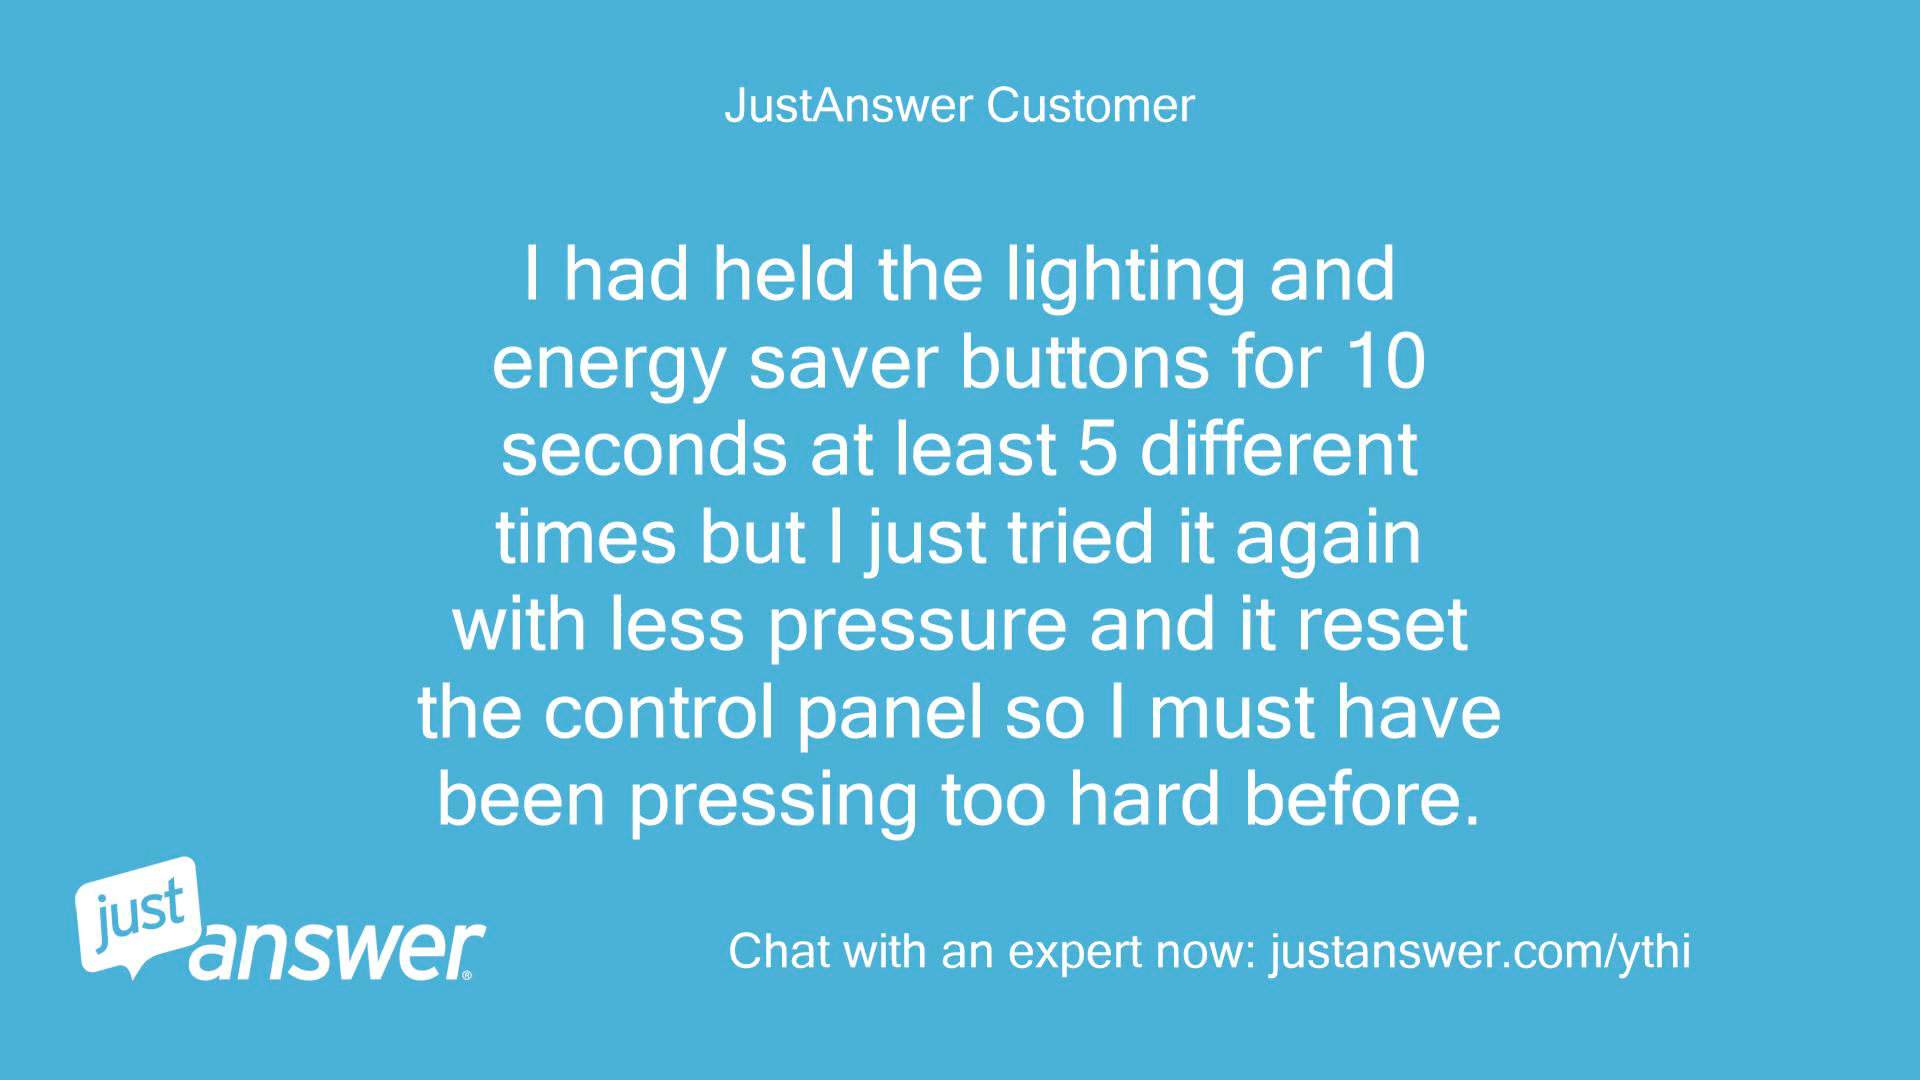 JustAnswer Customer
I had held the lighting and
energy saver buttons for 10
seconds at least 5 different
times but I just tried it again
with less pressure and it reset
the control panel so I must have
been pressing too hard before.
just
answer®
Chat with an expert now: justanswer.com/ythi